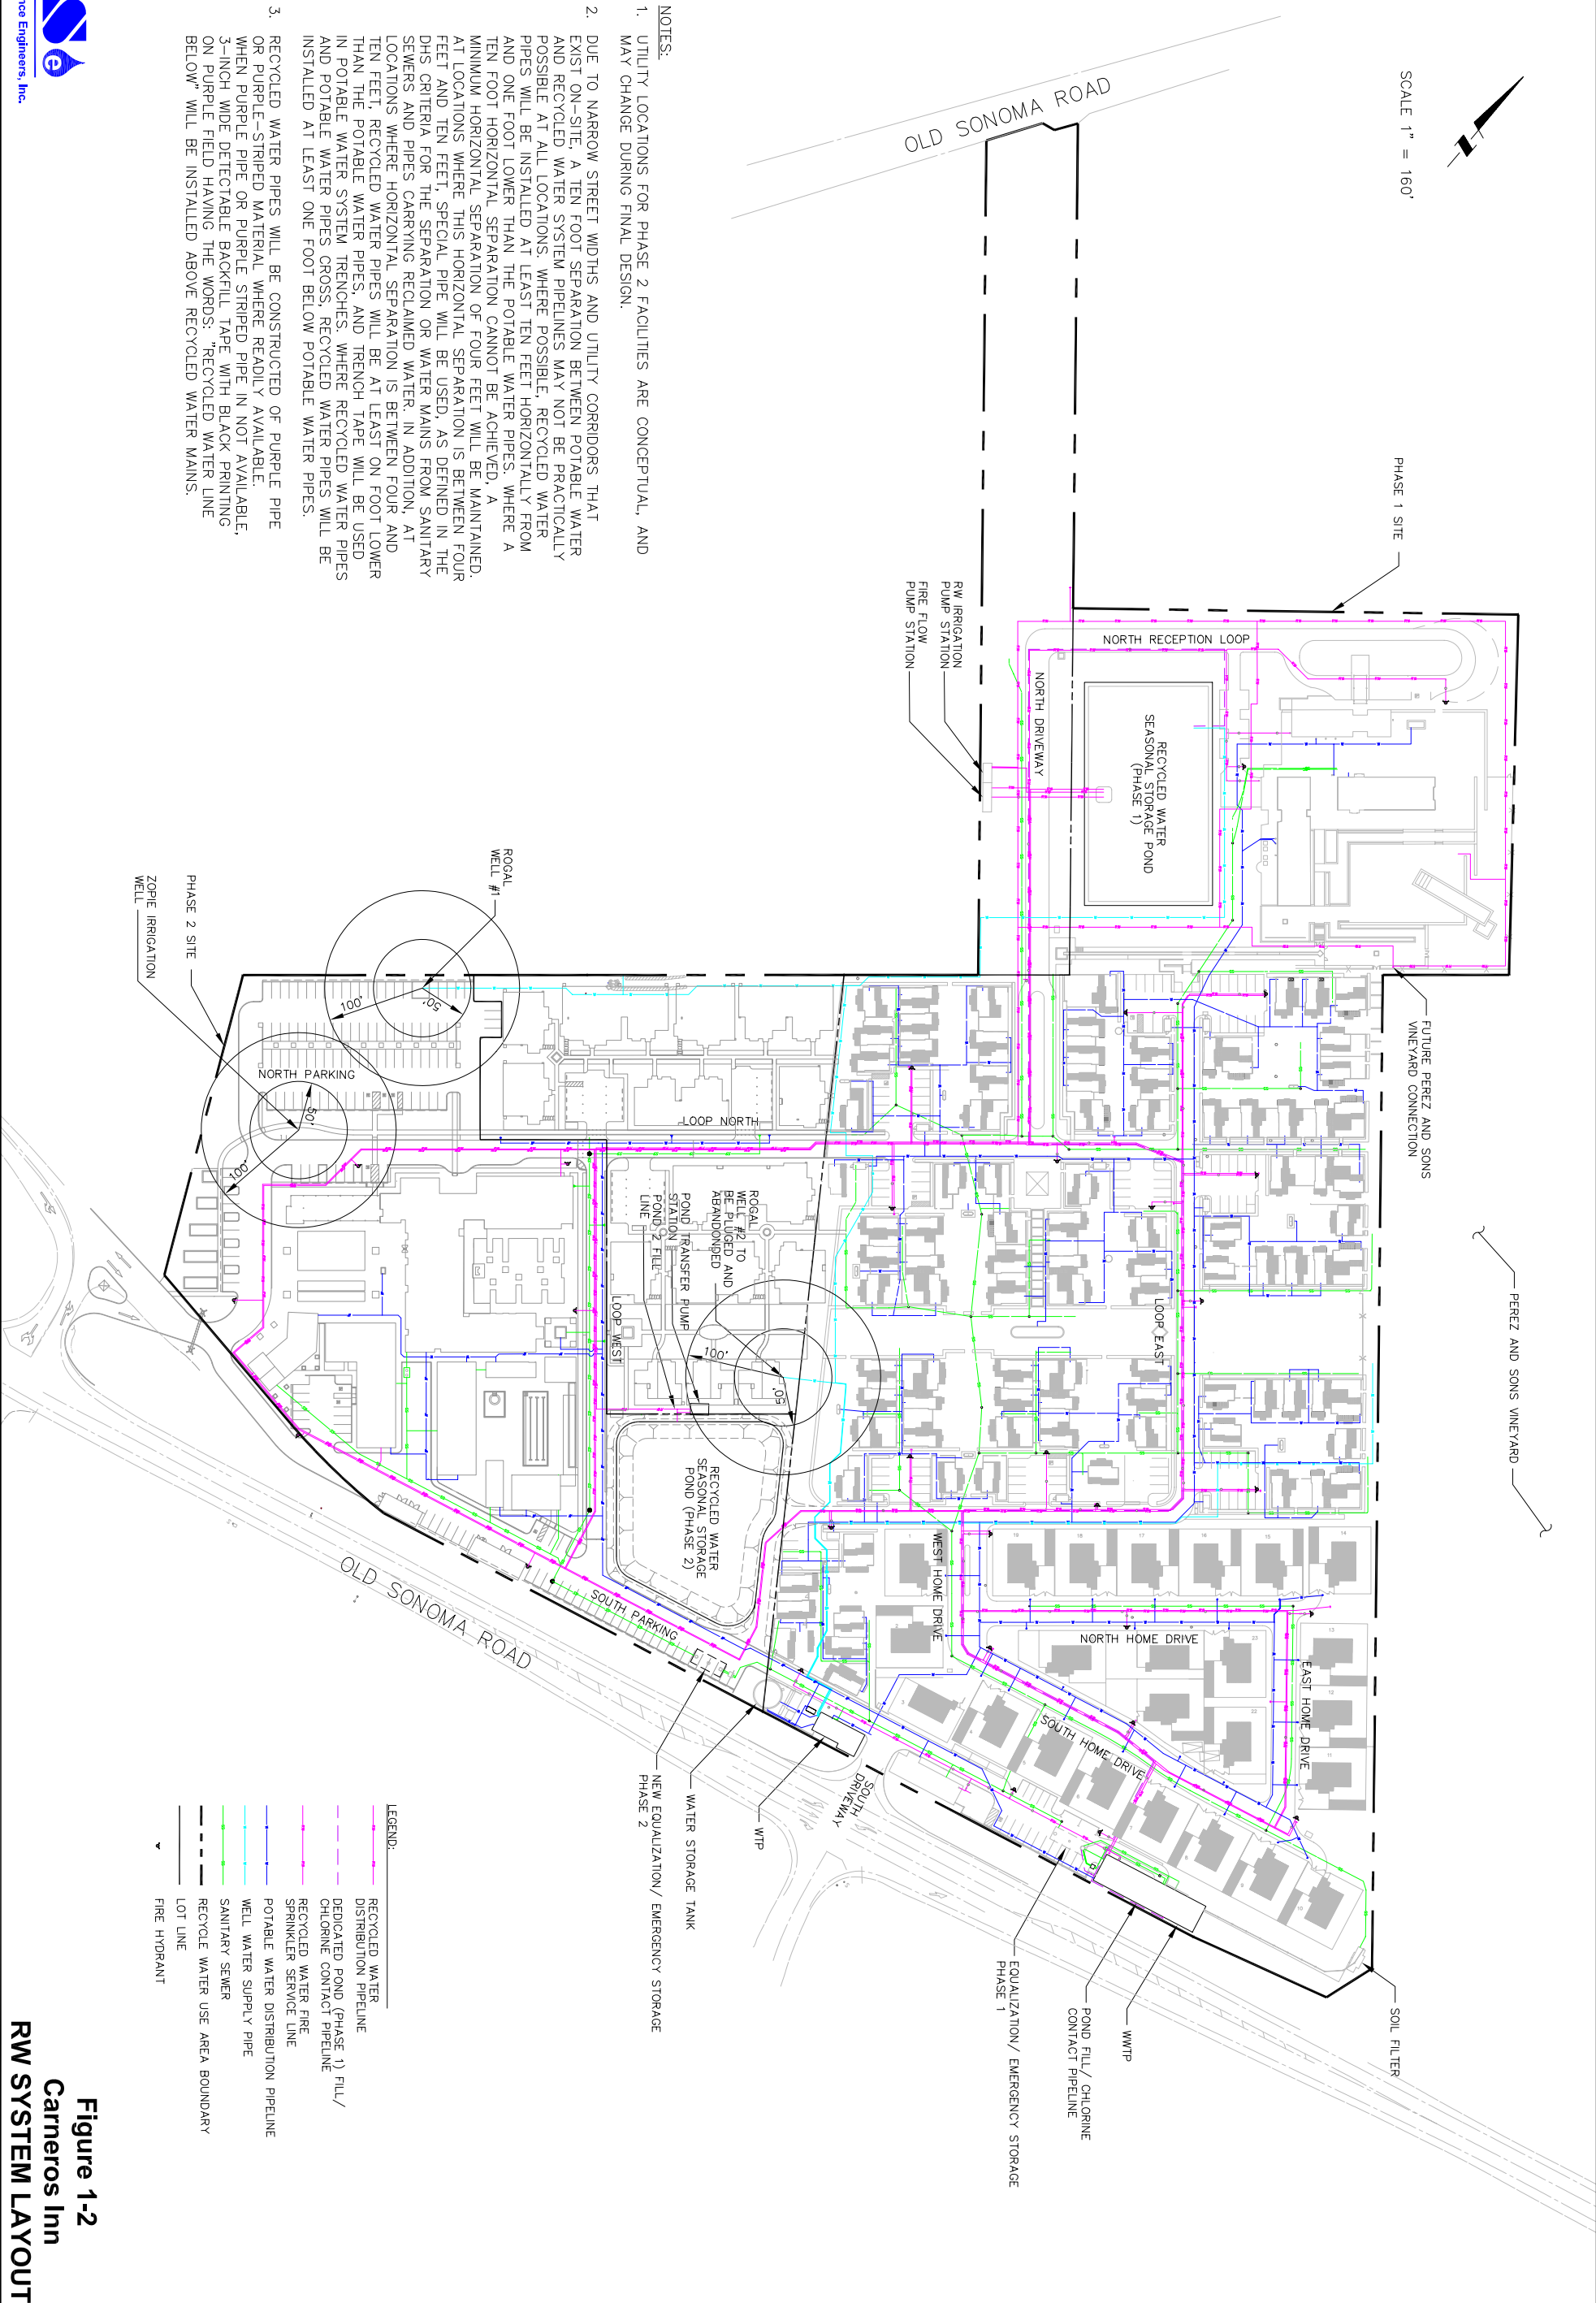 SCALE 1" = 160'
OLD SONOMA ROAD
PHASE 1 SITE
NORTH RECEPTION LOOP
RW IRRIGATION
PUMP STATION
FIRE FLOW
PUMP STATION
NORTH DRIVEWAY
RECYCLED WATER
SEASONAL STORAGE POND
(PHASE 1)
FUTURE PEREZ AND SONS
VINEYARD CONNECTION
PEREZ AND SONS VINEYARD
ROGAL
WELL #1
PHASE 2 SITE
ZOPIE IRRIGATION
WELL
100'
50'
NORTH PARKING
50'
100'
LOOP NORTH
ROGAL
WELL #2 TO
BE PLUGED AND
ABANDONDED
POND TRANSFER PUMP
STATION
POND 2 FILL
LINE
100'
50'
LOOP WEST
LOOP EAST
RECYCLED WATER
SEASONAL STORAGE
POND (PHASE 2)
WEST HOME DRIVE
NORTH HOME DRIVE
EAST HOME DRIVE
SOUTH HOME DRIVE
SOUTH PARKING
OLD SONOMA ROAD
SOUTH
DRIVEWAY
WTP
WATER STORAGE TANK
NEW EQUALIZATION/ EMERGENCY STORAGE
PHASE 2
SOIL FILTER
WWTP
POND FILL/ CHLORINE
CONTACT PIPELINE
EQUALIZATION/ EMERGENCY STORAGE
PHASE 1
NOTES:
1. UTILITY LOCATIONS FOR PHASE 2 FACILITIES ARE CONCEPTUAL, AND
MAY CHANGE DURING FINAL DESIGN.
2. DUE TO NARROW STREET WIDTHS AND UTILITY CORRIDORS THAT
EXIST ON-SITE, A TEN FOOT SEPARATION BETWEEN POTABLE WATER
AND RECYCLED WATER SYSTEM PIPELINES MAY NOT BE PRACTICALLY
POSSIBLE AT ALL LOCATIONS. WHERE POSSIBLE, RECYCLED WATER
PIPES WILL BE INSTALLED AT LEAST TEN FEET HORIZONTALLY FROM
AND ONE FOOT LOWER THAN THE POTABLE WATER PIPES. WHERE A
TEN FOOT HORIZONTAL SEPARATION CANNOT BE ACHIEVED, A
MINIMUM HORIZONTAL SEPARATION OF FOUR FEET WILL BE MAINTAINED.
AT LOCATIONS WHERE THIS HORIZONTAL SEPARATION IS BETWEEN FOUR
FEET AND TEN FEET, SPECIAL PIPE WILL BE USED, AS DEFINED IN THE
DHS CRITERIA FOR THE SEPARATION OR WATER MAINS FROM SANITARY
SEWERS AND PIPES CARRYING RECLAIMED WATER. IN ADDITION, AT
LOCATIONS WHERE HORIZONTAL SEPARATION IS BETWEEN FOUR AND
TEN FEET, RECYCLED WATER PIPES WILL BE AT LEAST ON FOOT LOWER
THAN THE POTABLE WATER PIPES, AND TRENCH TAPE WILL BE USED
IN POTABLE WATER SYSTEM TRENCHES. WHERE RECYCLED WATER PIPES
AND POTABLE WATER PIPES CROSS, RECYCLED WATER PIPES WILL BE
INSTALLED AT LEAST ONE FOOT BELOW POTABLE WATER PIPES.
3. RECYCLED WATER PIPES WILL BE CONSTRUCTED OF PURPLE PIPE
OR PURPLE-STRIPED MATERIAL WHERE READILY AVAILABLE.
WHEN PURPLE PIPE OR PURPLE STRIPED PIPE IN NOT AVAILABLE,
3-INCH WIDE DETECTABLE BACKFILL TAPE WITH BLACK PRINTING
ON PURPLE FIELD HAVING THE WORDS: "RECYCLED WATER LINE
BELOW" WILL BE INSTALLED ABOVE RECYCLED WATER MAINS.
LEGEND:
RECYCLED WATER
DISTRIBUTION PIPELINE
DEDICATED POND (PHASE 1) FILL/
CHLORINE CONTACT PIPELINE
RECYCLED WATER FIRE
SPRINKLER SERVICE LINE
POTABLE WATER DISTRIBUTION PIPELINE
WELL WATER SUPPLY PIPE
SANITARY SEWER
RECYCLE WATER USE AREA BOUNDARY
LOT LINE
FIRE HYDRANT
Se
nce Engineers, Inc.
Figure 1-2
Carneros Inn
RW SYSTEM LAYOUT